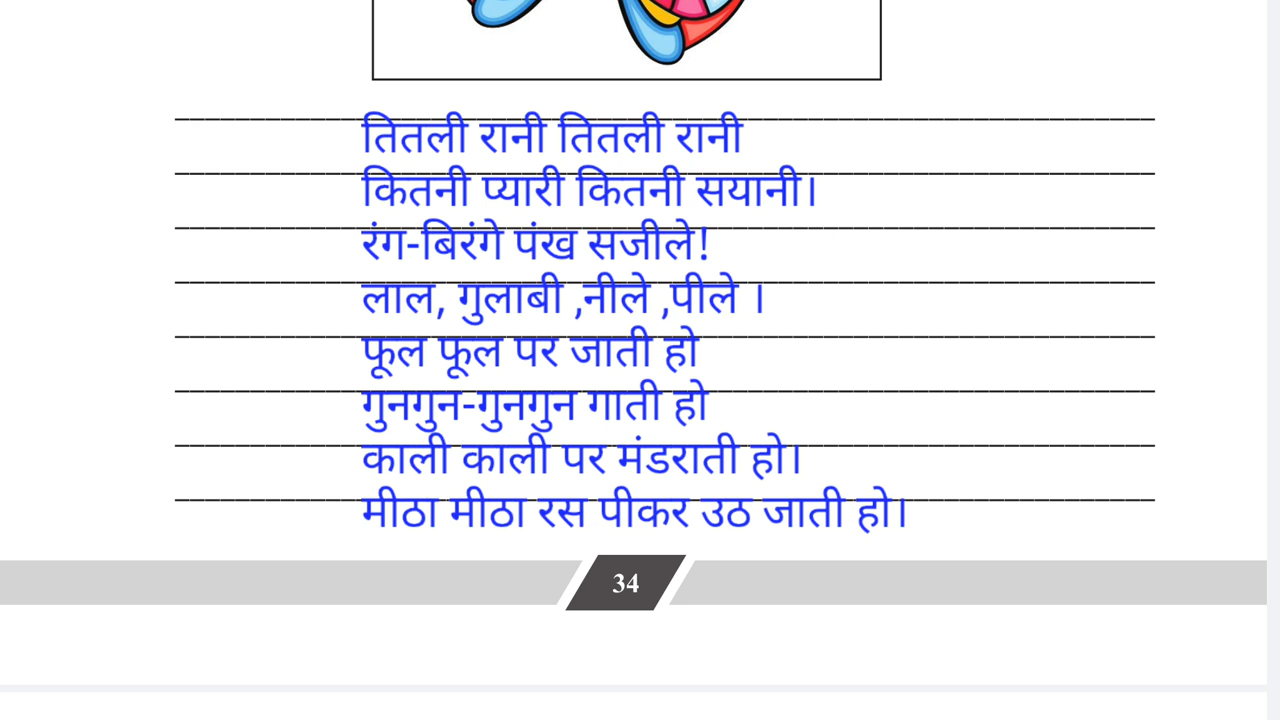 तितली रानी तितली रानी
कितनी प्यारी कितनी सयानी।
रंग-बिरंगे पंख सजीले!
लाल, गुलाबी ,नीले ,पीले ।
फूल फूल पर जाती हो
गुनगुन-गुनगुन गाती हो
काली काली पर मंडराती हो।
मीठा मीठा रस पीकर उठ जाती हो।
34